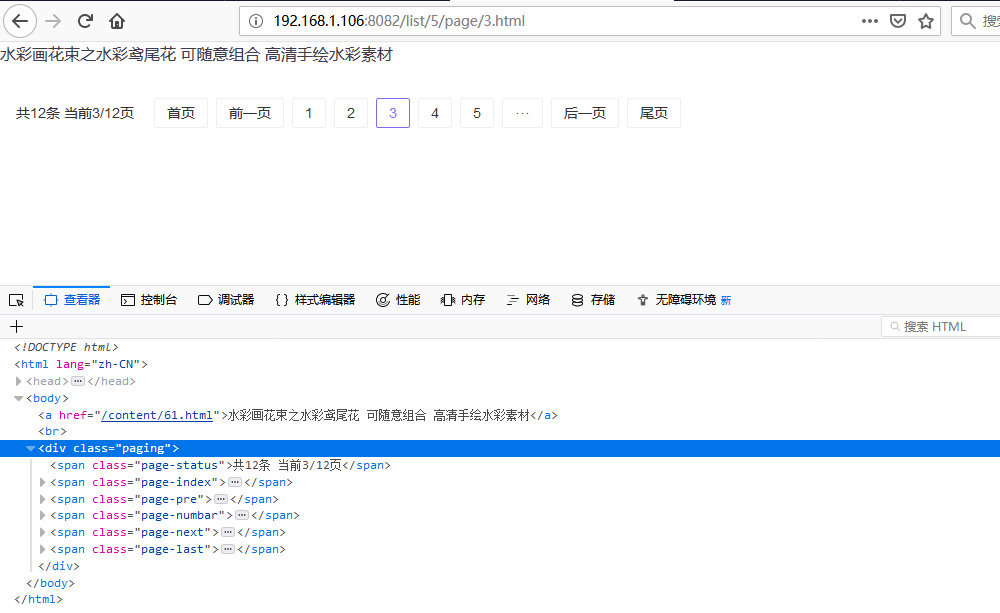 192.168.1.106:8082/list/5/page/3.html
水彩画花束之水彩鸢尾花 可随意组合 高清手绘水彩素材
共12条 当前3/12页 首页 前一页 1 2 3 4 5 ··· 后一页 尾页
查看器 控制台 调试器 {} 样式编辑器 性能 内存 网络 存储 无障碍环境 新
+ 搜索 HTML
<!DOCTYPE html>
<html lang="zh-CN">
<head>···</head>
<body>
<a href="/content/61.html">水彩画花束之水彩鸢尾花 可随意组合 高清手绘水彩素材</a>
<br>
<div class="paging">
<span class="page-status">共12条 当前3/12页</span>
<span class="page-index">···</span>
<span class="page-pre">···</span>
<span class="page-numbar">···</span>
<span class="page-next">···</span>
<span class="page-last">···</span>
</div>
</body>
</html>